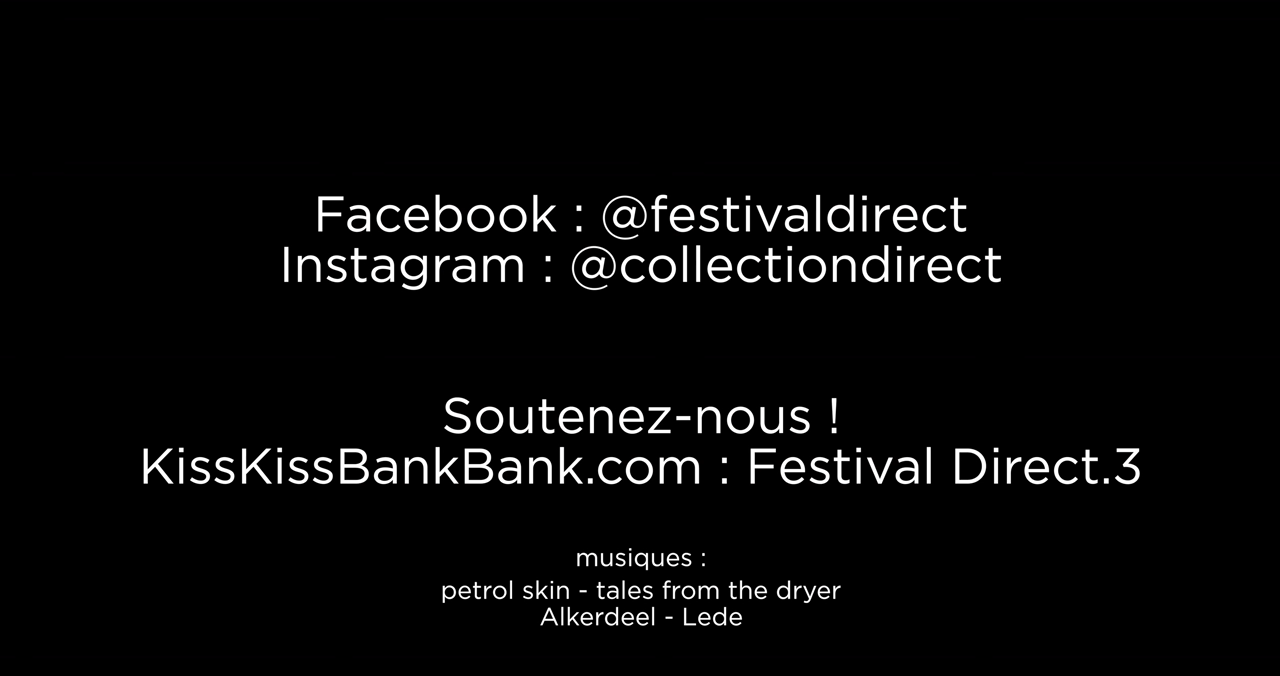 Facebook : @festivaldirect
Instagram : @collectiondirect
Soutenez-nous !
KissKissBankBank.com : Festival Direct.3
musiques :
petrol skin - tales from the dryer
Alkerdeel - Lede